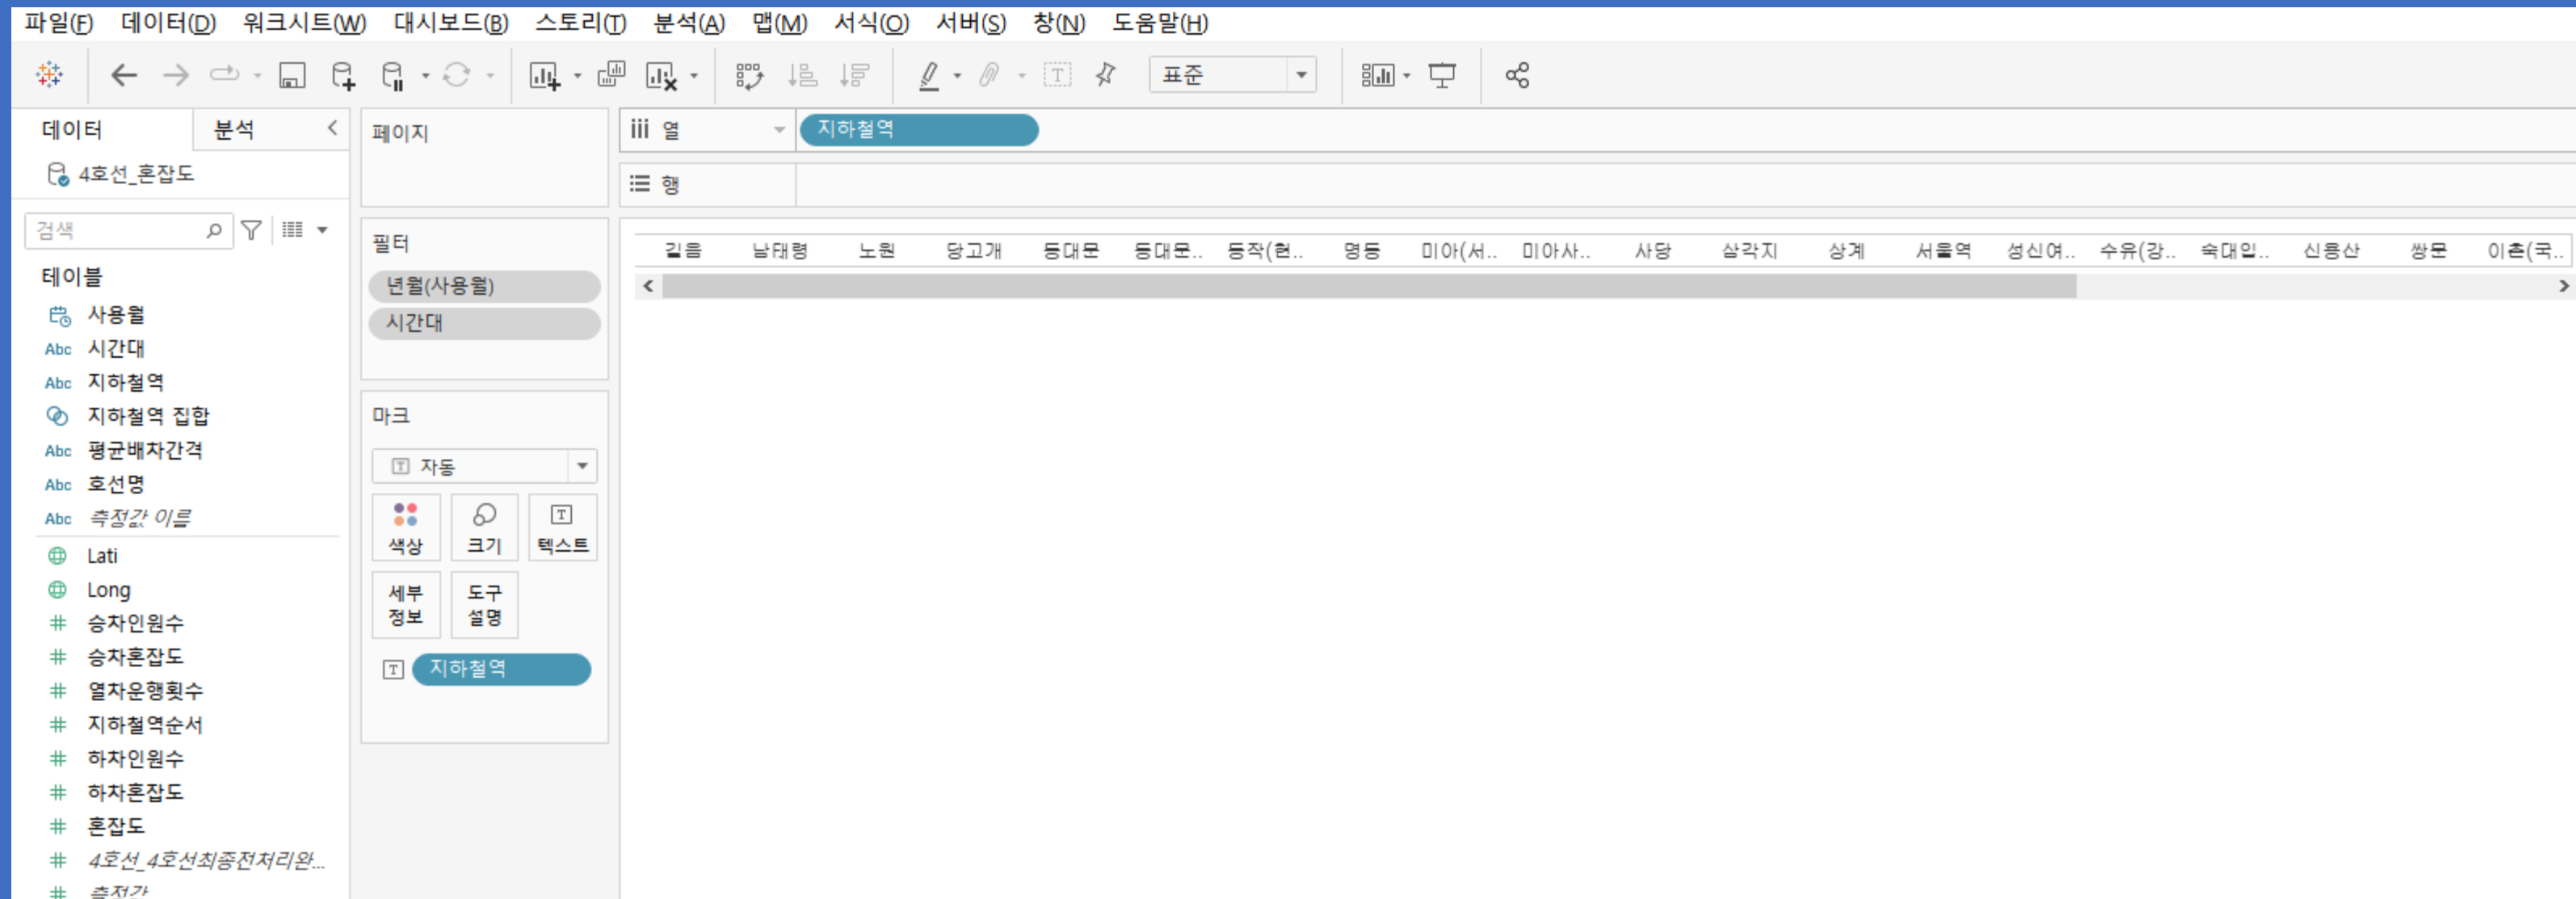 파일(F) 데이터(D) 워크시트(W) 대시보드(B) 스토리(T) 분석(A) 맵(M) 서식(O) 서버(S) 창(N) 도움말(H)
표준
데이터 분석
4호선_혼잡도
검색
테이블
사용월
Abc 시간대
Abc 지하철역
지하철역 집합
Abc 평균배차간격
Abc 호선명
Abc 측정값 이름
Lati
Long
# 승차인원수
# 승차혼잡도
# 열차운행횟수
# 지하철역순서
# 하차인원수
# 하차혼잡도
# 혼잡도
# 4호선_4호선최종전처리완...
# 측정값
페이지
필터
년월(사용월)
시간대
마크
T 자동
색상 크기 텍스트
세부
정보
도구
설명
T 지하철역
iii 열 지하철역
행
길음 남태령 노원 당고개 동대문 동대문.. 동작(현.. 명동 미아(서.. 미아사.. 사당 삼각지 상계 서울역 성신여.. 수유(강.. 숙대입.. 신용산 쌍문 이촌(국..